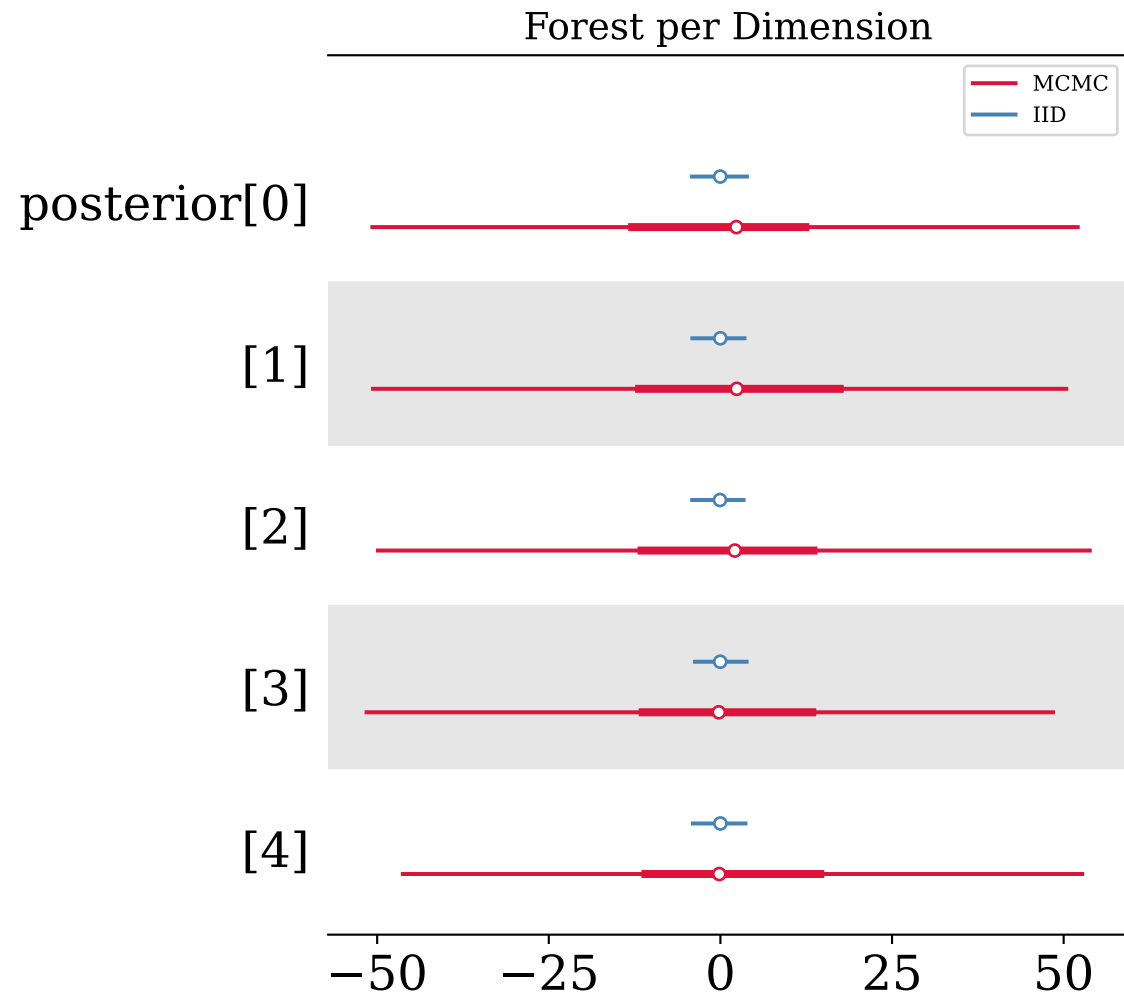 Forest per Dimension
MCMC
IID
posterior[0]
[1]
[2]
[3]
[4]
−50 −25 0 25 50